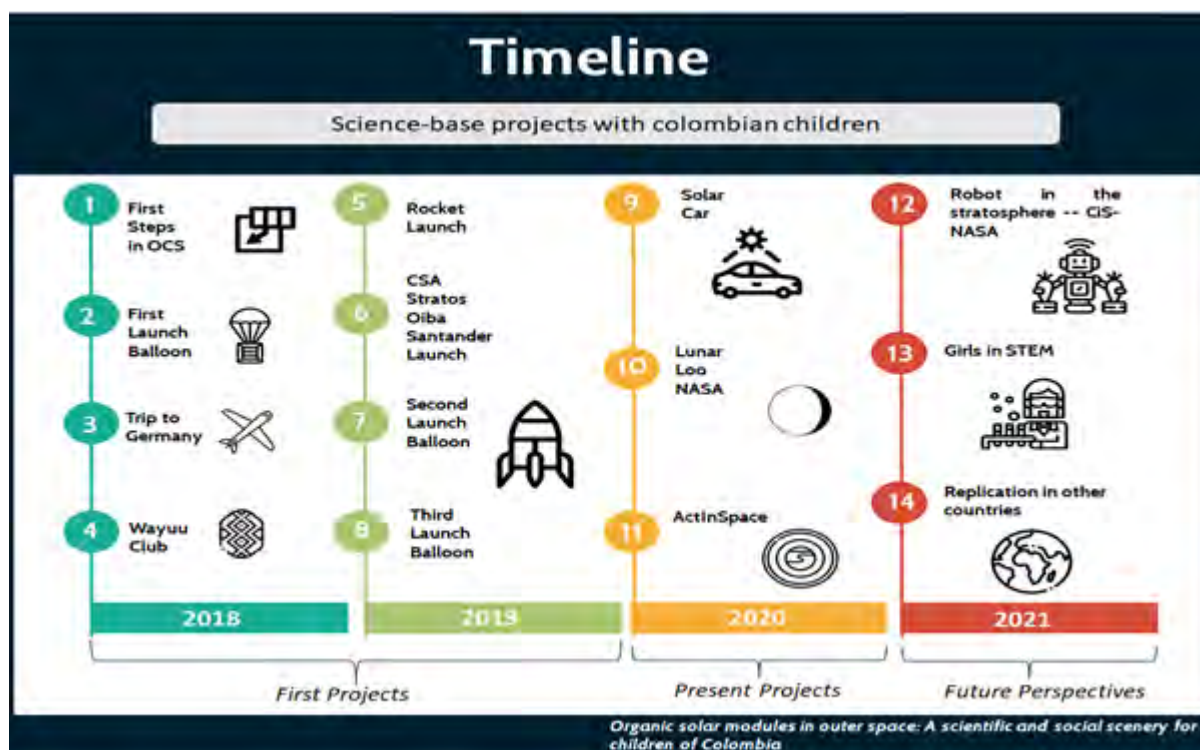 Timeline
Science-base projects with colombian children
1
First
Steps
in OCS
2
First
Launch
Balloon
3
Trip to
Germany
4
Wayuu
Club
5
Rocket
Launch
6
CSA
Stratos
Oiba
Santander
Launch
7
Second
Launch
Balloon
8
Third
Launch
Balloon
9
Solar
Car
10
Lunar
Loo
NASA
11
ActInSpace
12
Robot in the
stratosphere -- CiS-
NASA
13
Girls in STEM
14
Replication in other
countries
2018
2019
2020
2021
First Projects
Present Projects
Future Perspectives
Organic solar modules in outer space: A scientific and social scenery for
children of Colombia